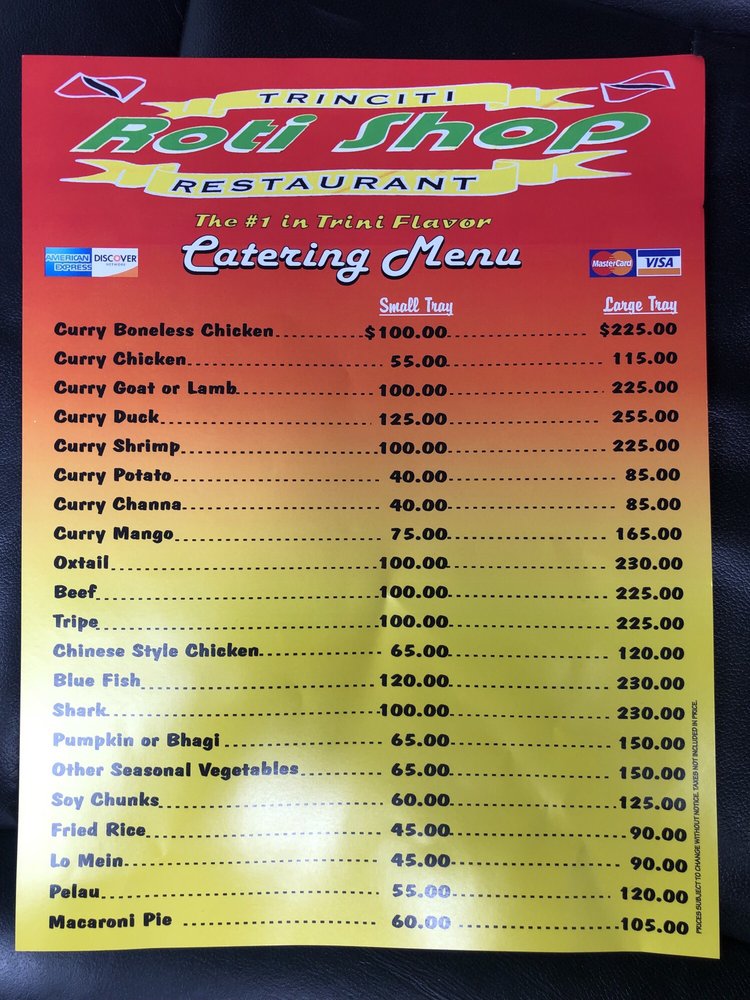 TRINCITI
Roti Shop
RESTAURANT
The #1 in Trini Flavor
Catering Menu
AMERICAN EXPRESS DISCOVER NETWORK MasterCard VISA
Small Tray Large Tray
Curry Boneless Chicken $100.00 $225.00
Curry Chicken 55.00 115.00
Curry Goat or Lamb 100.00 225.00
Curry Duck 125.00 255.00
Curry Shrimp 100.00 225.00
Curry Potato 40.00 85.00
Curry Channa 40.00 85.00
Curry Mango 75.00 165.00
Oxtail 100.00 230.00
Beef 100.00 225.00
Tripe 100.00 225.00
Chinese Style Chicken 65.00 120.00
Blue Fish 120.00 230.00
Shark 100.00 230.00
Pumpkin or Bhagi 65.00 150.00
Other Seasonal Vegetables 65.00 150.00
Soy Chunks 60.00 125.00
Fried Rice 45.00 90.00
Lo Mein 45.00 90.00
Pelau 55.00 120.00
Macaroni Pie 60.00 105.00
PRICES SUBJECT TO CHANGE WITHOUT NOTICE. TAXES NOT INCLUDED IN PRICE.